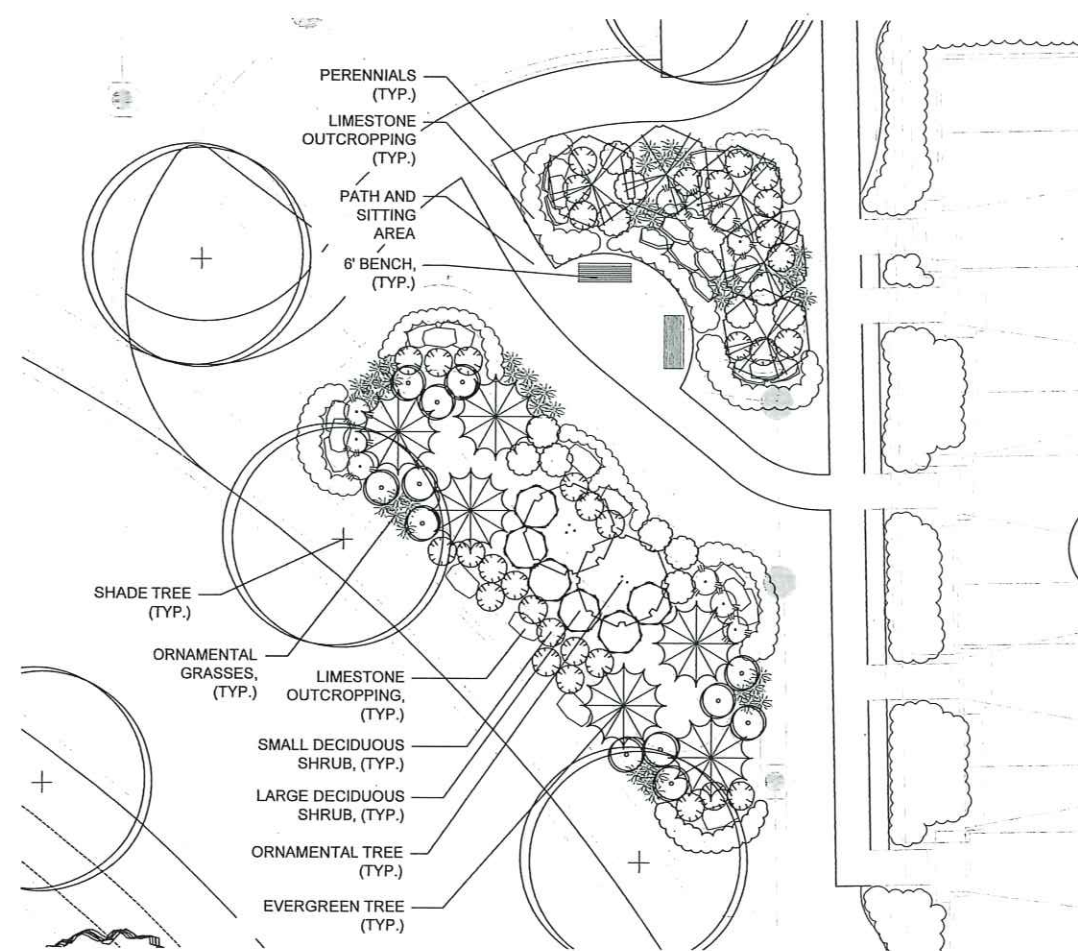 PERENNIALS
(TYP.)
LIMESTONE
OUTCROPPING
(TYP.)
PATH AND
SITTING
AREA
6' BENCH,
(TYP.)
SHADE TREE
(TYP.)
ORNAMENTAL
GRASSES,
(TYP.)
LIMESTONE
OUTCROPPING,
(TYP.)
SMALL DECIDUOUS
SHRUB, (TYP.)
LARGE DECIDUOUS
SHRUB, (TYP.)
ORNAMENTAL TREE
(TYP.)
EVERGREEN TREE
(TYP.)